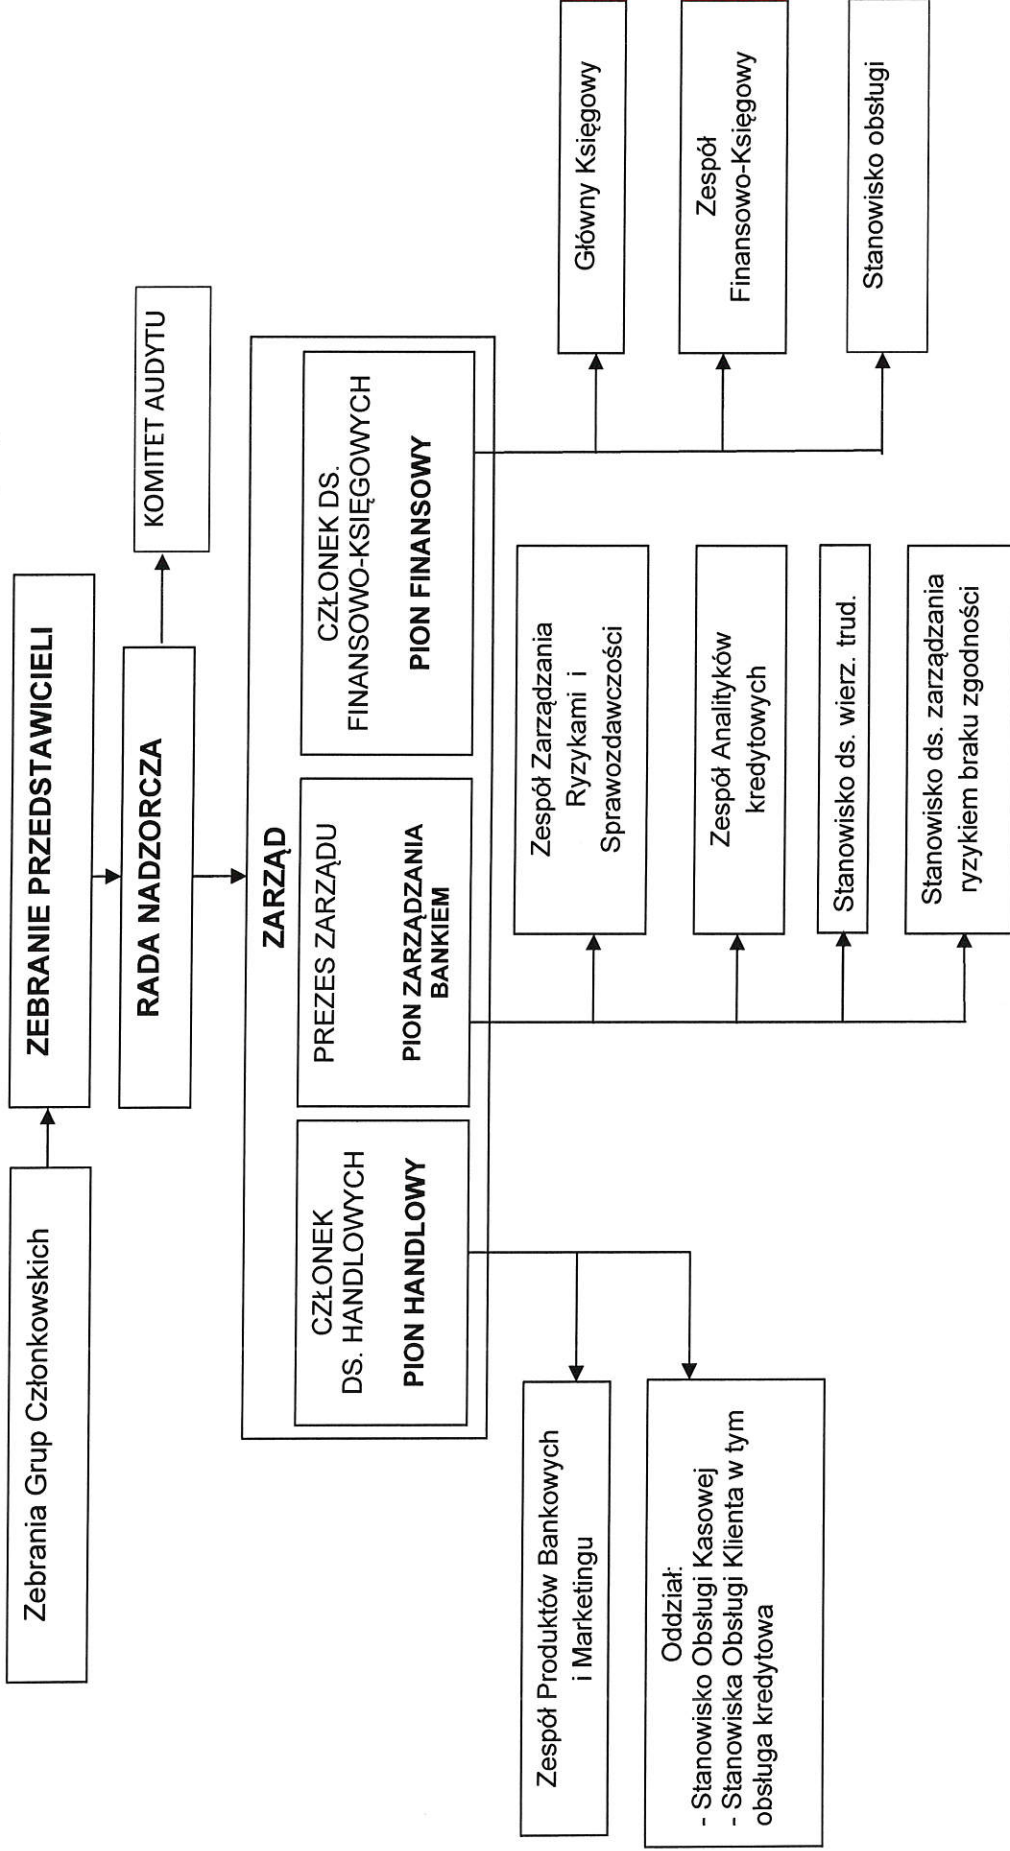 Zebrania Grup Członkowskich
ZEBRANIE PRZEDSTAWICIELI
RADA NADZORCZA
KOMITET AUDYTU
ZARZĄD
CZŁONEK
DS. HANDLOWYCH
PION HANDLOWY
PREZES ZARZĄDU
PION ZARZĄDZANIA
BANKIEM
CZŁONEK DS.
FINANSOWO-KSIĘGOWYCH
PION FINANSOWY
Zespół Produktów Bankowych
i Marketingu
Oddział:
- Stanowisko Obsługi Kasowej
- Stanowiska Obsługi Klienta w tym
obsługa kredytowa
Zespół Zarządzania
Ryzykami i
Sprawozdawczości
Zespół Analityków
kredytowych
Stanowisko ds. wierz. trud.
Stanowisko ds. zarządzania
ryzykiem braku zgodności
Główny Księgowy
Zespół
Finansowo-Księgowy
Stanowisko obsługi